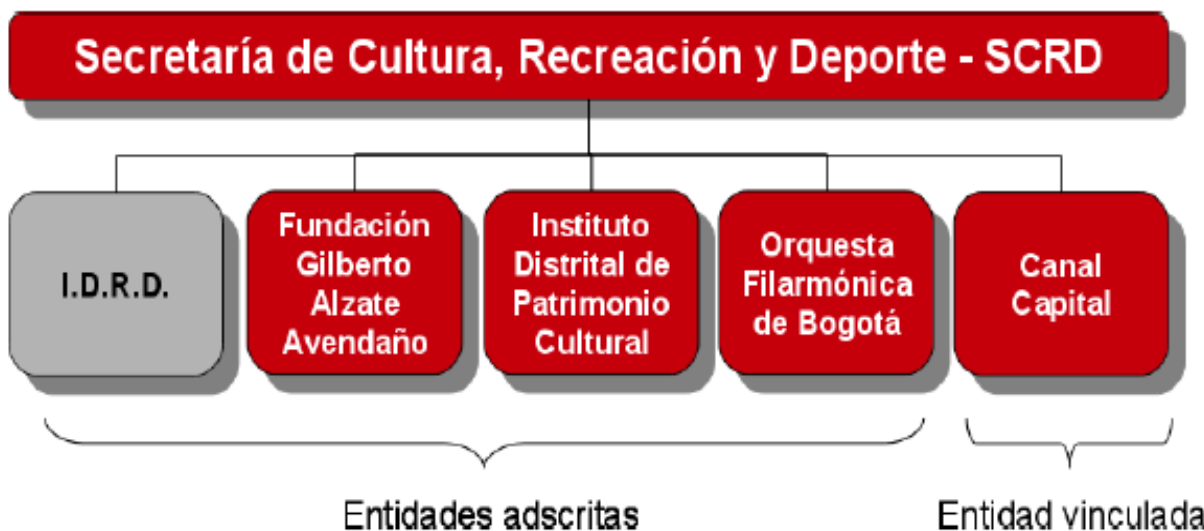 Secretaría de Cultura, Recreación y Deporte - SCRD
I.D.R.D.
Fundación
Gilberto
Alzate
Avendaño
Instituto
Distrital de
Patrimonio
Cultural
Orquesta
Filarmónica
de Bogotá
Canal
Capital
Entidades adscritas
Entidad vinculada